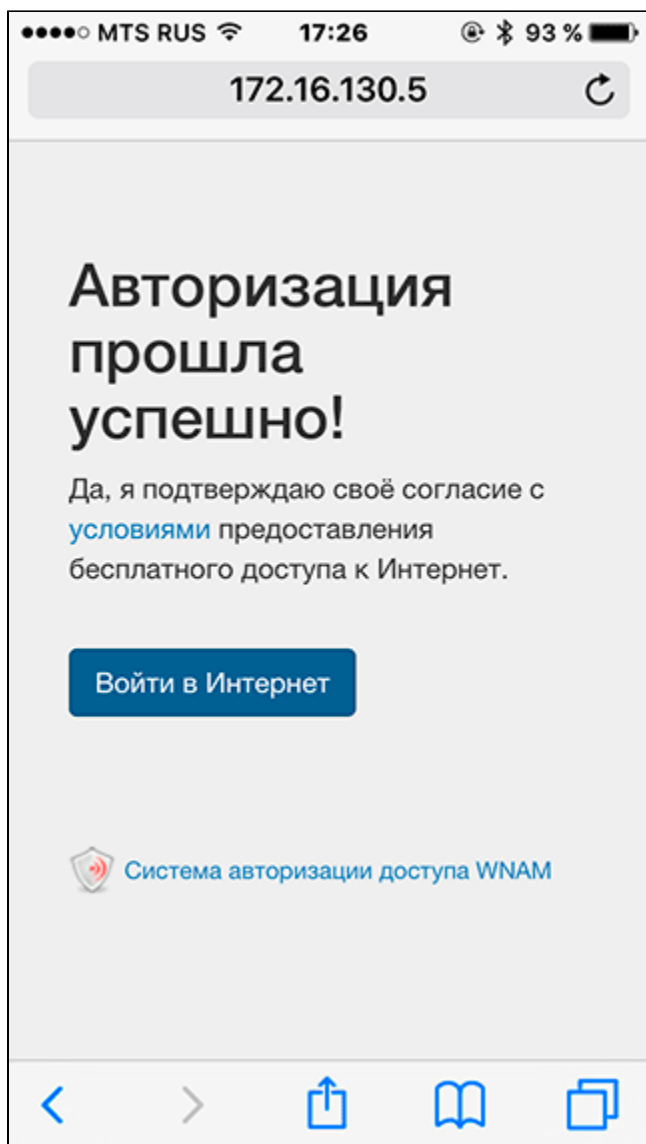 MTS RUS 17:26 93 %
172.16.130.5
Авторизация
прошла
успешно!
Да, я подтверждаю своё согласие с
условиями предоставления
бесплатного доступа к Интернет.
Войти в Интернет
Система авторизации доступа WNAM